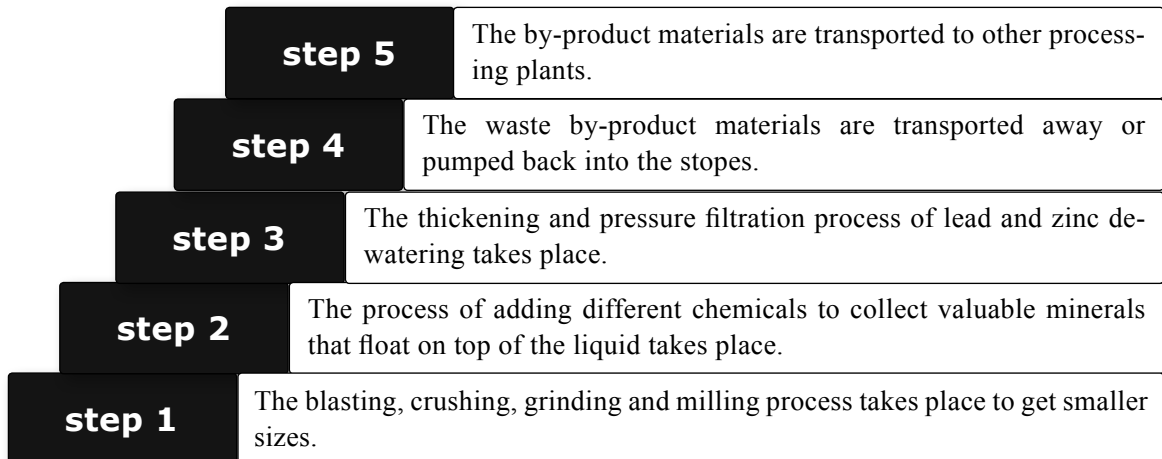 step 5
The by-product materials are transported to other process-
ing plants.
step 4
The waste by-product materials are transported away or
pumped back into the stopes.
step 3
The thickening and pressure filtration process of lead and zinc de-
watering takes place.
step 2
The process of adding different chemicals to collect valuable minerals
that float on top of the liquid takes place.
step 1
The blasting, crushing, grinding and milling process takes place to get smaller
sizes.